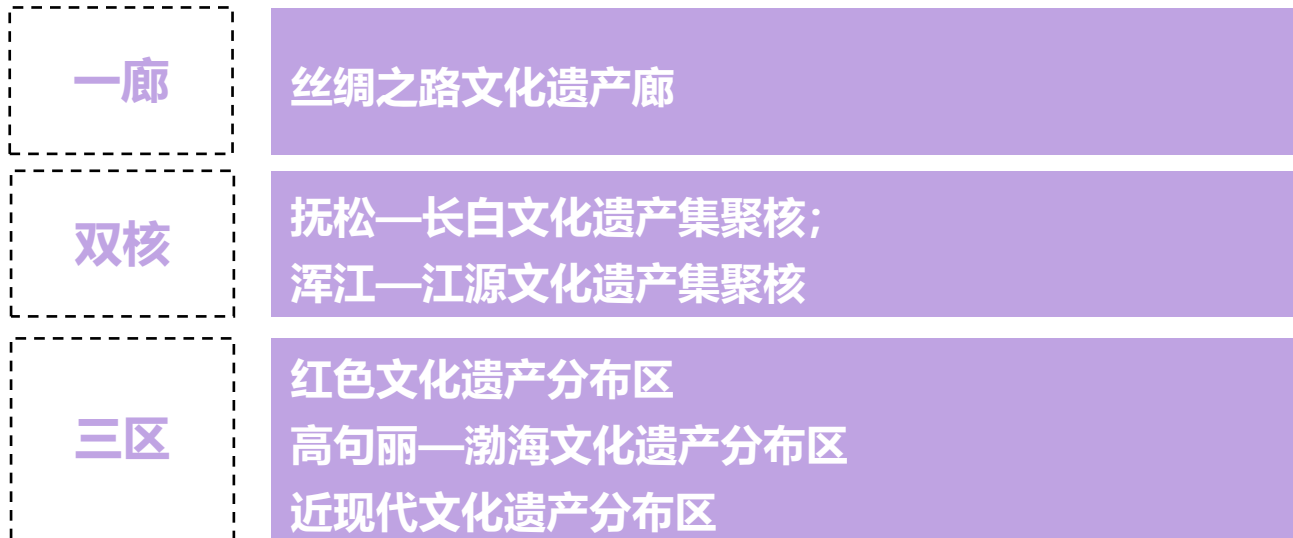 一廊
丝绸之路文化遗产廊
双核
抚松—长白文化遗产集聚核；
浑江—江源文化遗产集聚核
三区
红色文化遗产分布区
高句丽—渤海文化遗产分布区
近现代文化遗产分布区